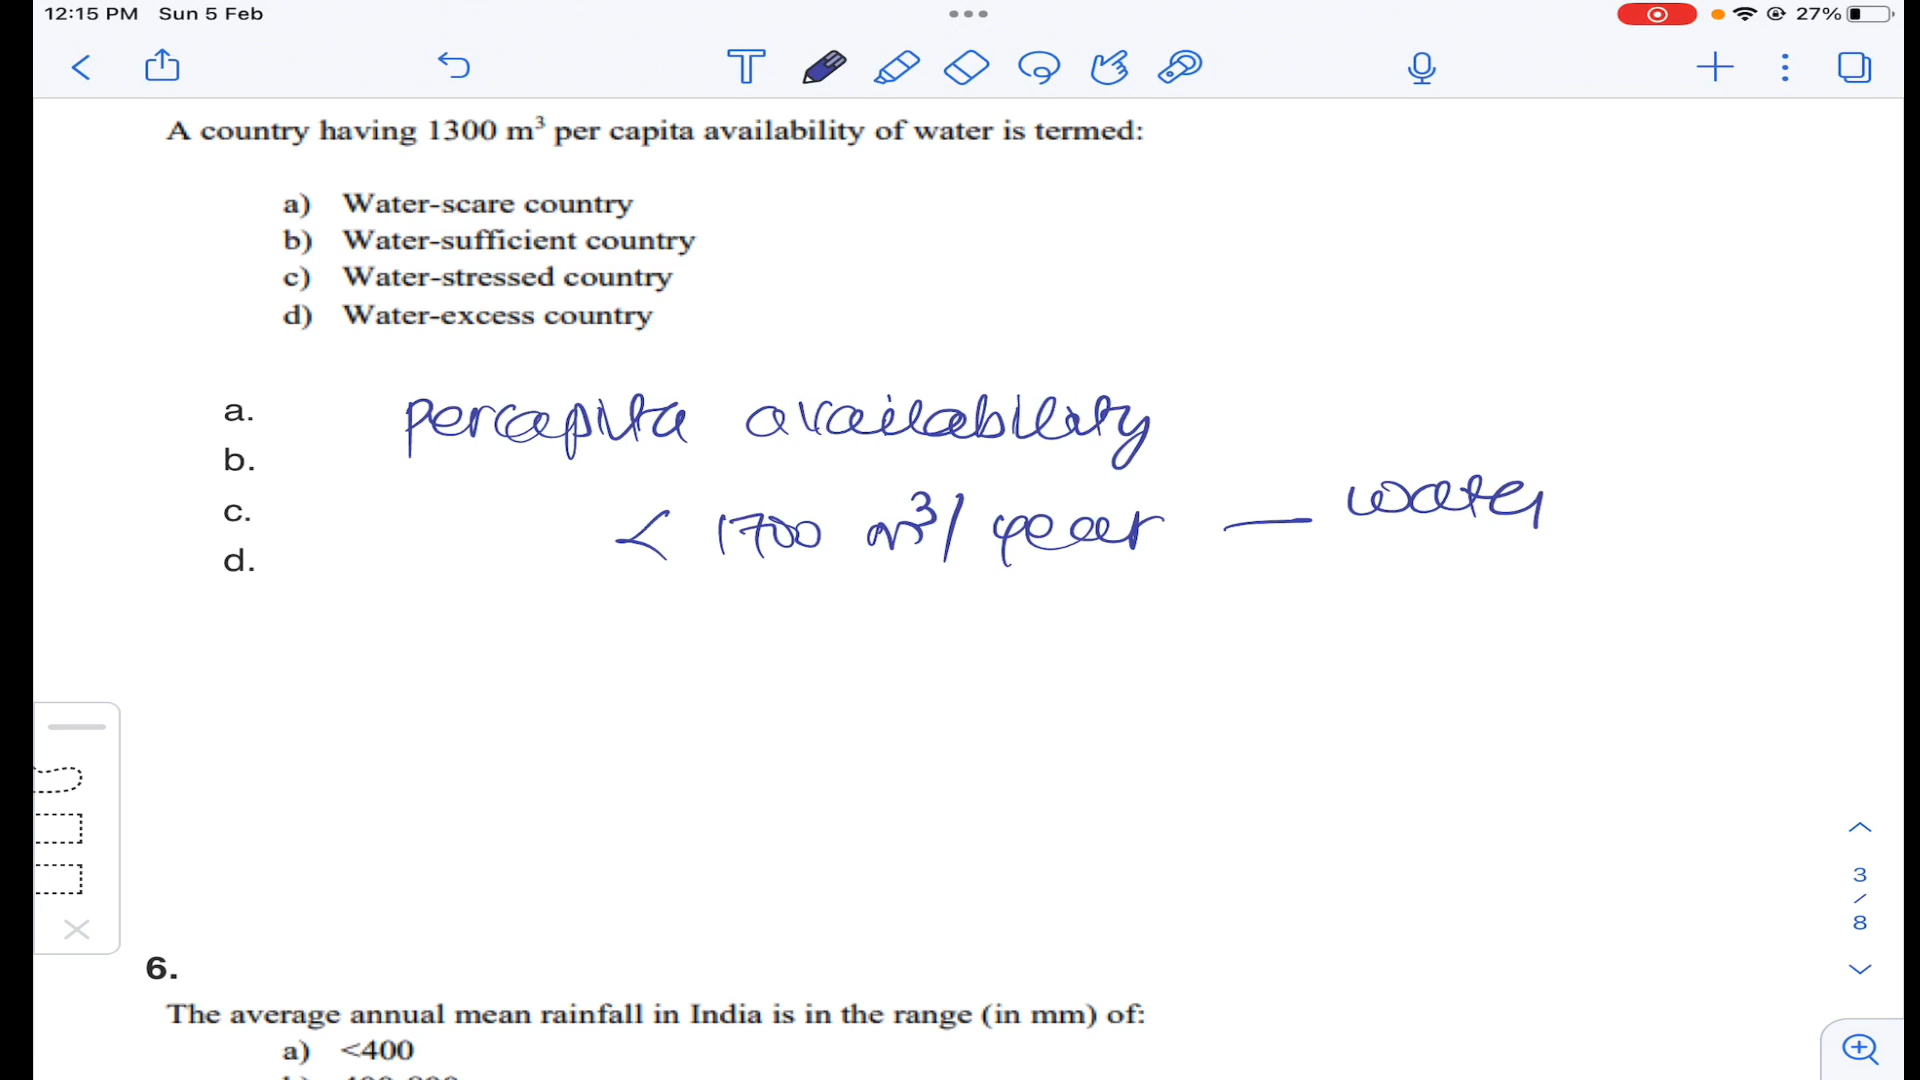 12:15 PM Sun 5 Feb
27%
A country having 1300 m³ per capita availability of water is termed:
a) Water-scare country
b) Water-sufficient country
c) Water-stressed country
d) Water-excess country
a.
percapita availability
b.
c.
< 1700 m³/year — water
d.
3
/
8
6.
The average annual mean rainfall in India is in the range (in mm) of:
a) <400